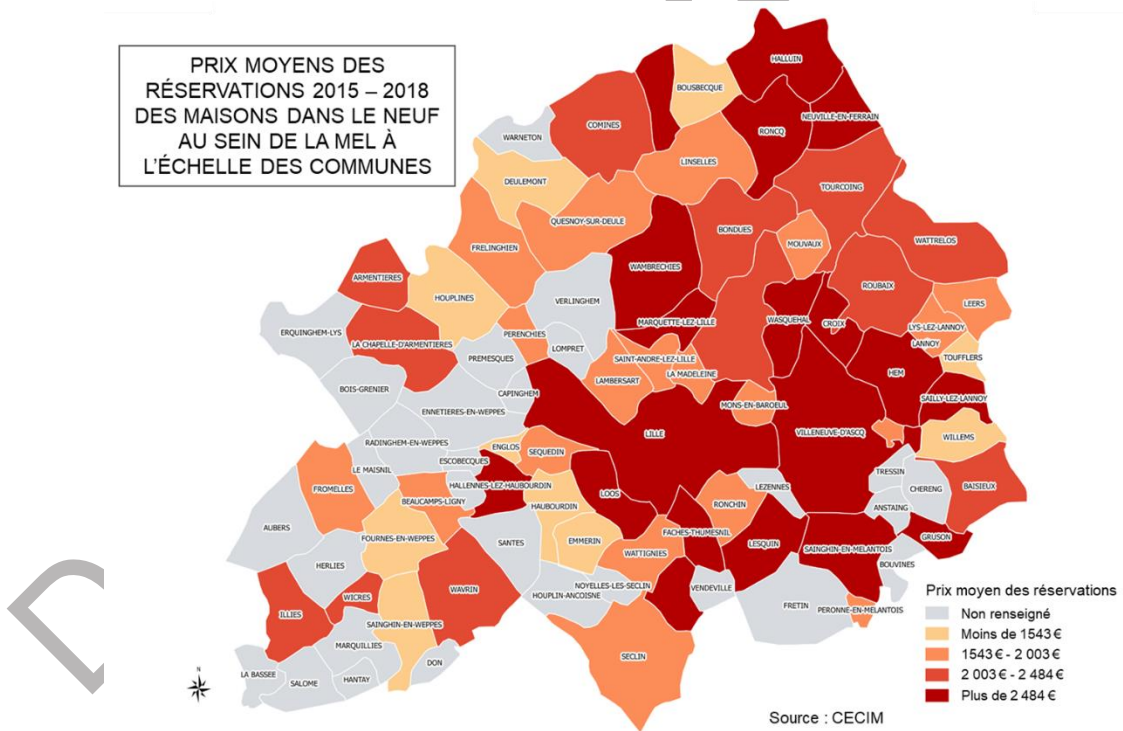 PRIX MOYENS DES
RÉSERVATIONS 2015 – 2018
DES MAISONS DANS LE NEUF
AU SEIN DE LA MEL À
L'ÉCHELLE DES COMMUNES
HALLUIN
BOUSBECQUE
NEUVILLE-EN-FERRAIN
COMINES
RONCQ
WARNETON
LINSELLES
DEULEMONT
TOURCOING
QUESNOY-SUR-DEULE
BONDUES
MOUVAUX
WATTRELOS
FRELINGHIEN
WAMBRECHIES
ARMENTIERES
ROUBAIX
HOUPLINES
VERLINGHEM
LEERS
MARQUETTE-LEZ-LILLE
WASQUEHAL
CROIX
LYS-LEZ-LANNOY
ERQUINGHEM-LYS
PERENCHIES
LANNOY
LA CHAPELLE-D'ARMENTIERES
LOMPRET
PREMESQUES
SAINT-ANDRE-LEZ-LILLE
TOUFFLERS
LA MADELEINE
HEM
LAMBERSART
BOIS-GRENIER
CAPINGHEM
SAILLY-LEZ-LANNOY
MONS-EN-BAROEUL
ENNETIERES-EN-WEPPES
LILLE
VILLENEUVE-D'ASCQ
WILLEMS
RADINGHEM-EN-WEPPES
ENGLOS
SEQUEDIN
ESCOBECQUES
LE MAISNIL
TRESSIN
HALLENNES-LEZ-HAUBOURDIN
LEZENNES
CHERENG
BAISIEUX
FROMELLES
LOOS
BEAUCAMPS-LIGNY
RONCHIN
HAUBOURDIN
ANSTAING
AUBERS
FACHES-THUMESNIL
GRUSON
FOURNES-EN-WEPPES
EMMERIN
SANTES
LESQUIN
SAINGHIN-EN-MELANTOIS
WATTIGNIES
BOUVINES
HERLIES
NOYELLES-LES-SECLIN
VENDEVILLE
WAVRIN
HOUPLIN-ANCOISNE
WICRES
FRETIN
PERONNE-EN-MELANTOIS
ILLIES
SAINGHIN-EN-WEPPES
MARQUILLIES
SECLIN
DON
LA BASSEE
HANTAY
SALOME
N
Prix moyen des réservations
Non renseigné
Moins de 1543 €
1543 € - 2 003 €
2 003 € - 2 484 €
Plus de 2 484 €
Source : CECIM
D